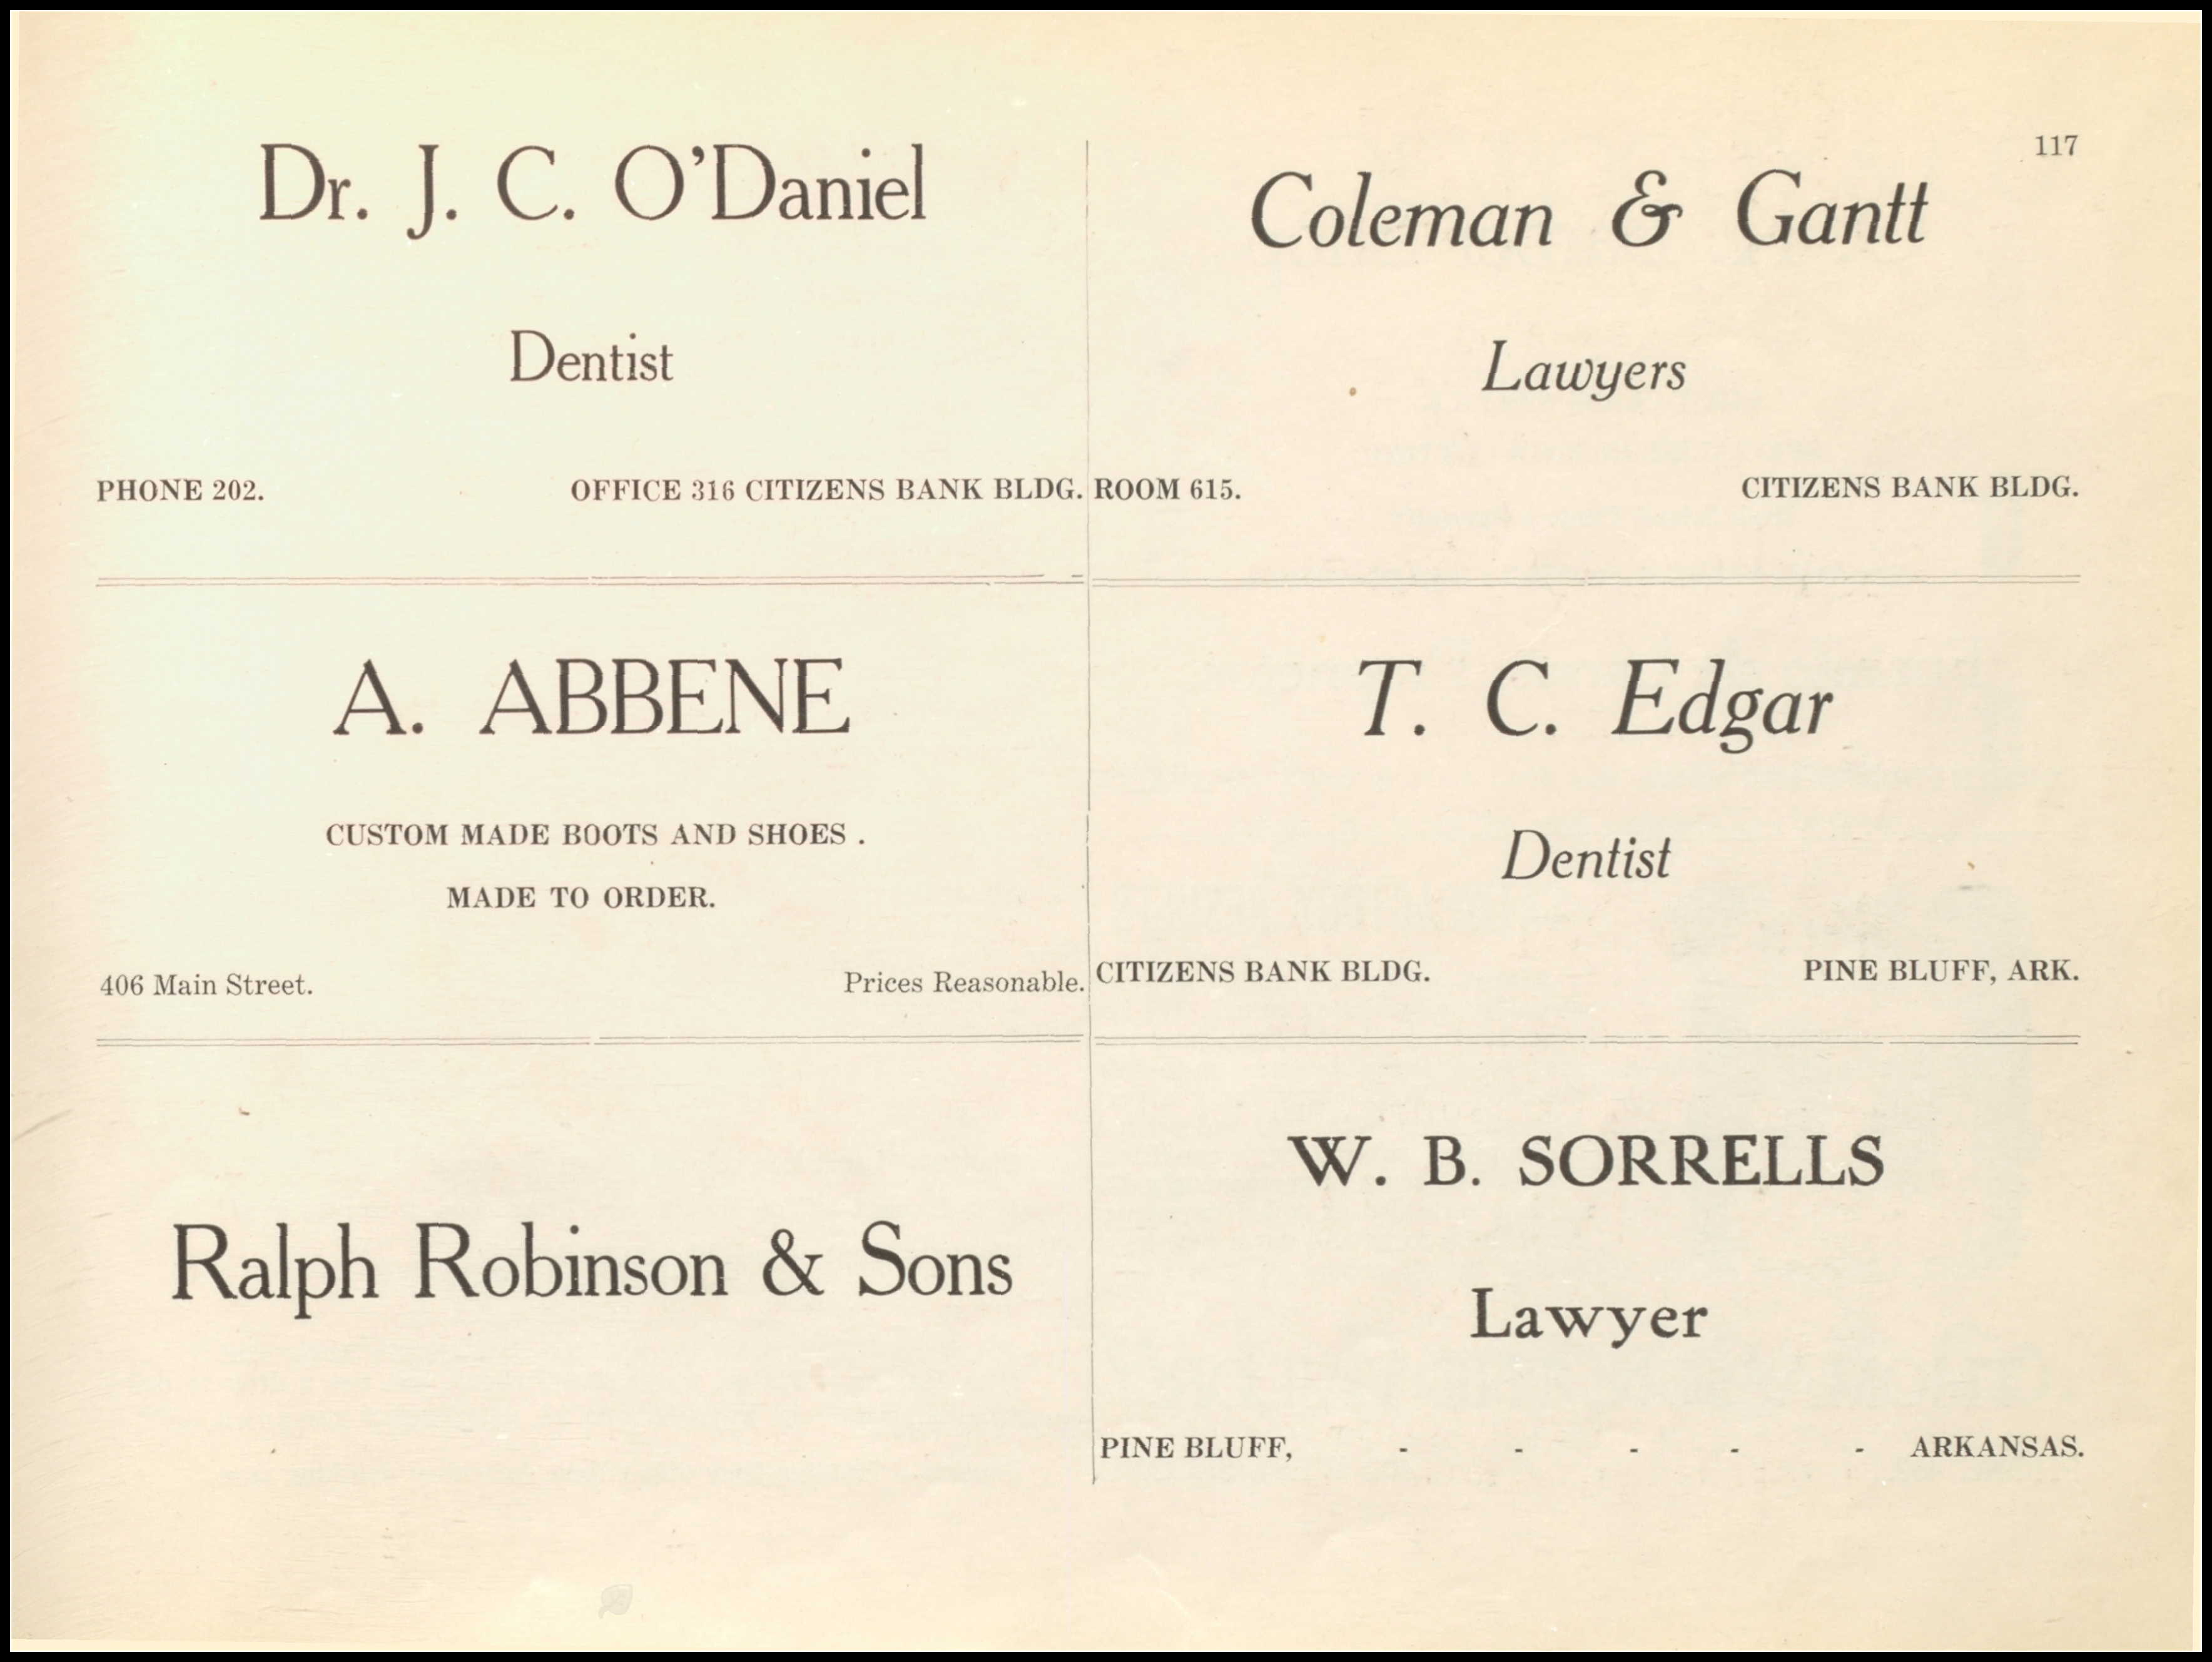 117
Dr. J. C. O'Daniel
Dentist
PHONE 202. OFFICE 316 CITIZENS BANK BLDG.
Coleman & Gantt
Lawyers
ROOM 615. CITIZENS BANK BLDG.
A. ABBENE
CUSTOM MADE BOOTS AND SHOES .
MADE TO ORDER.
406 Main Street. Prices Reasonable.
T. C. Edgar
Dentist
CITIZENS BANK BLDG. PINE BLUFF, ARK.
Ralph Robinson & Sons
W. B. SORRELLS
Lawyer
PINE BLUFF, - - - - - ARKANSAS.